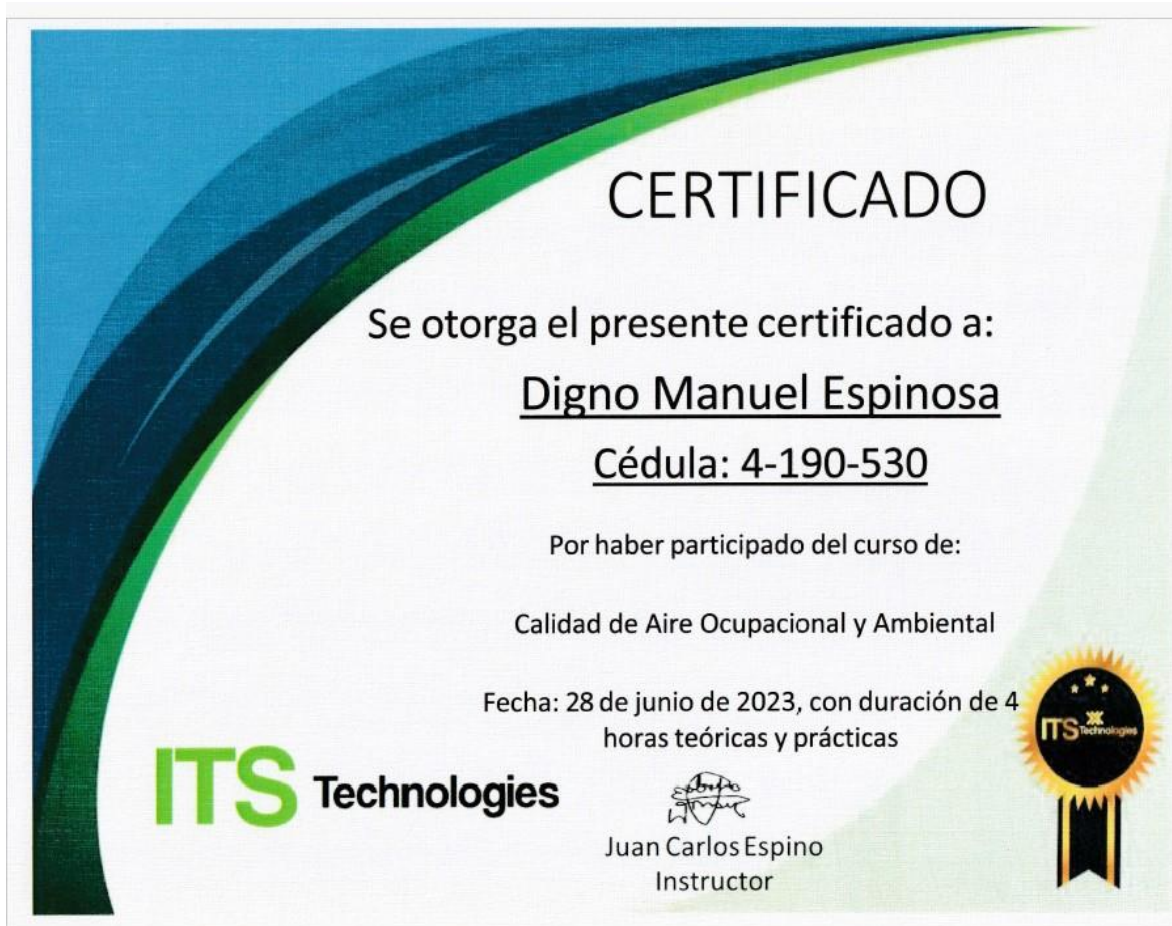 CERTIFICADO
Se otorga el presente certificado a:
Digno Manuel Espinosa
Cédula: 4-190-530
Por haber participado del curso de:
Calidad de Aire Ocupacional y Ambiental
Fecha: 28 de junio de 2023, con duración de 4
horas teóricas y prácticas
ITS Technologies
Juan Carlos Espino
Instructor
ITS Technologies